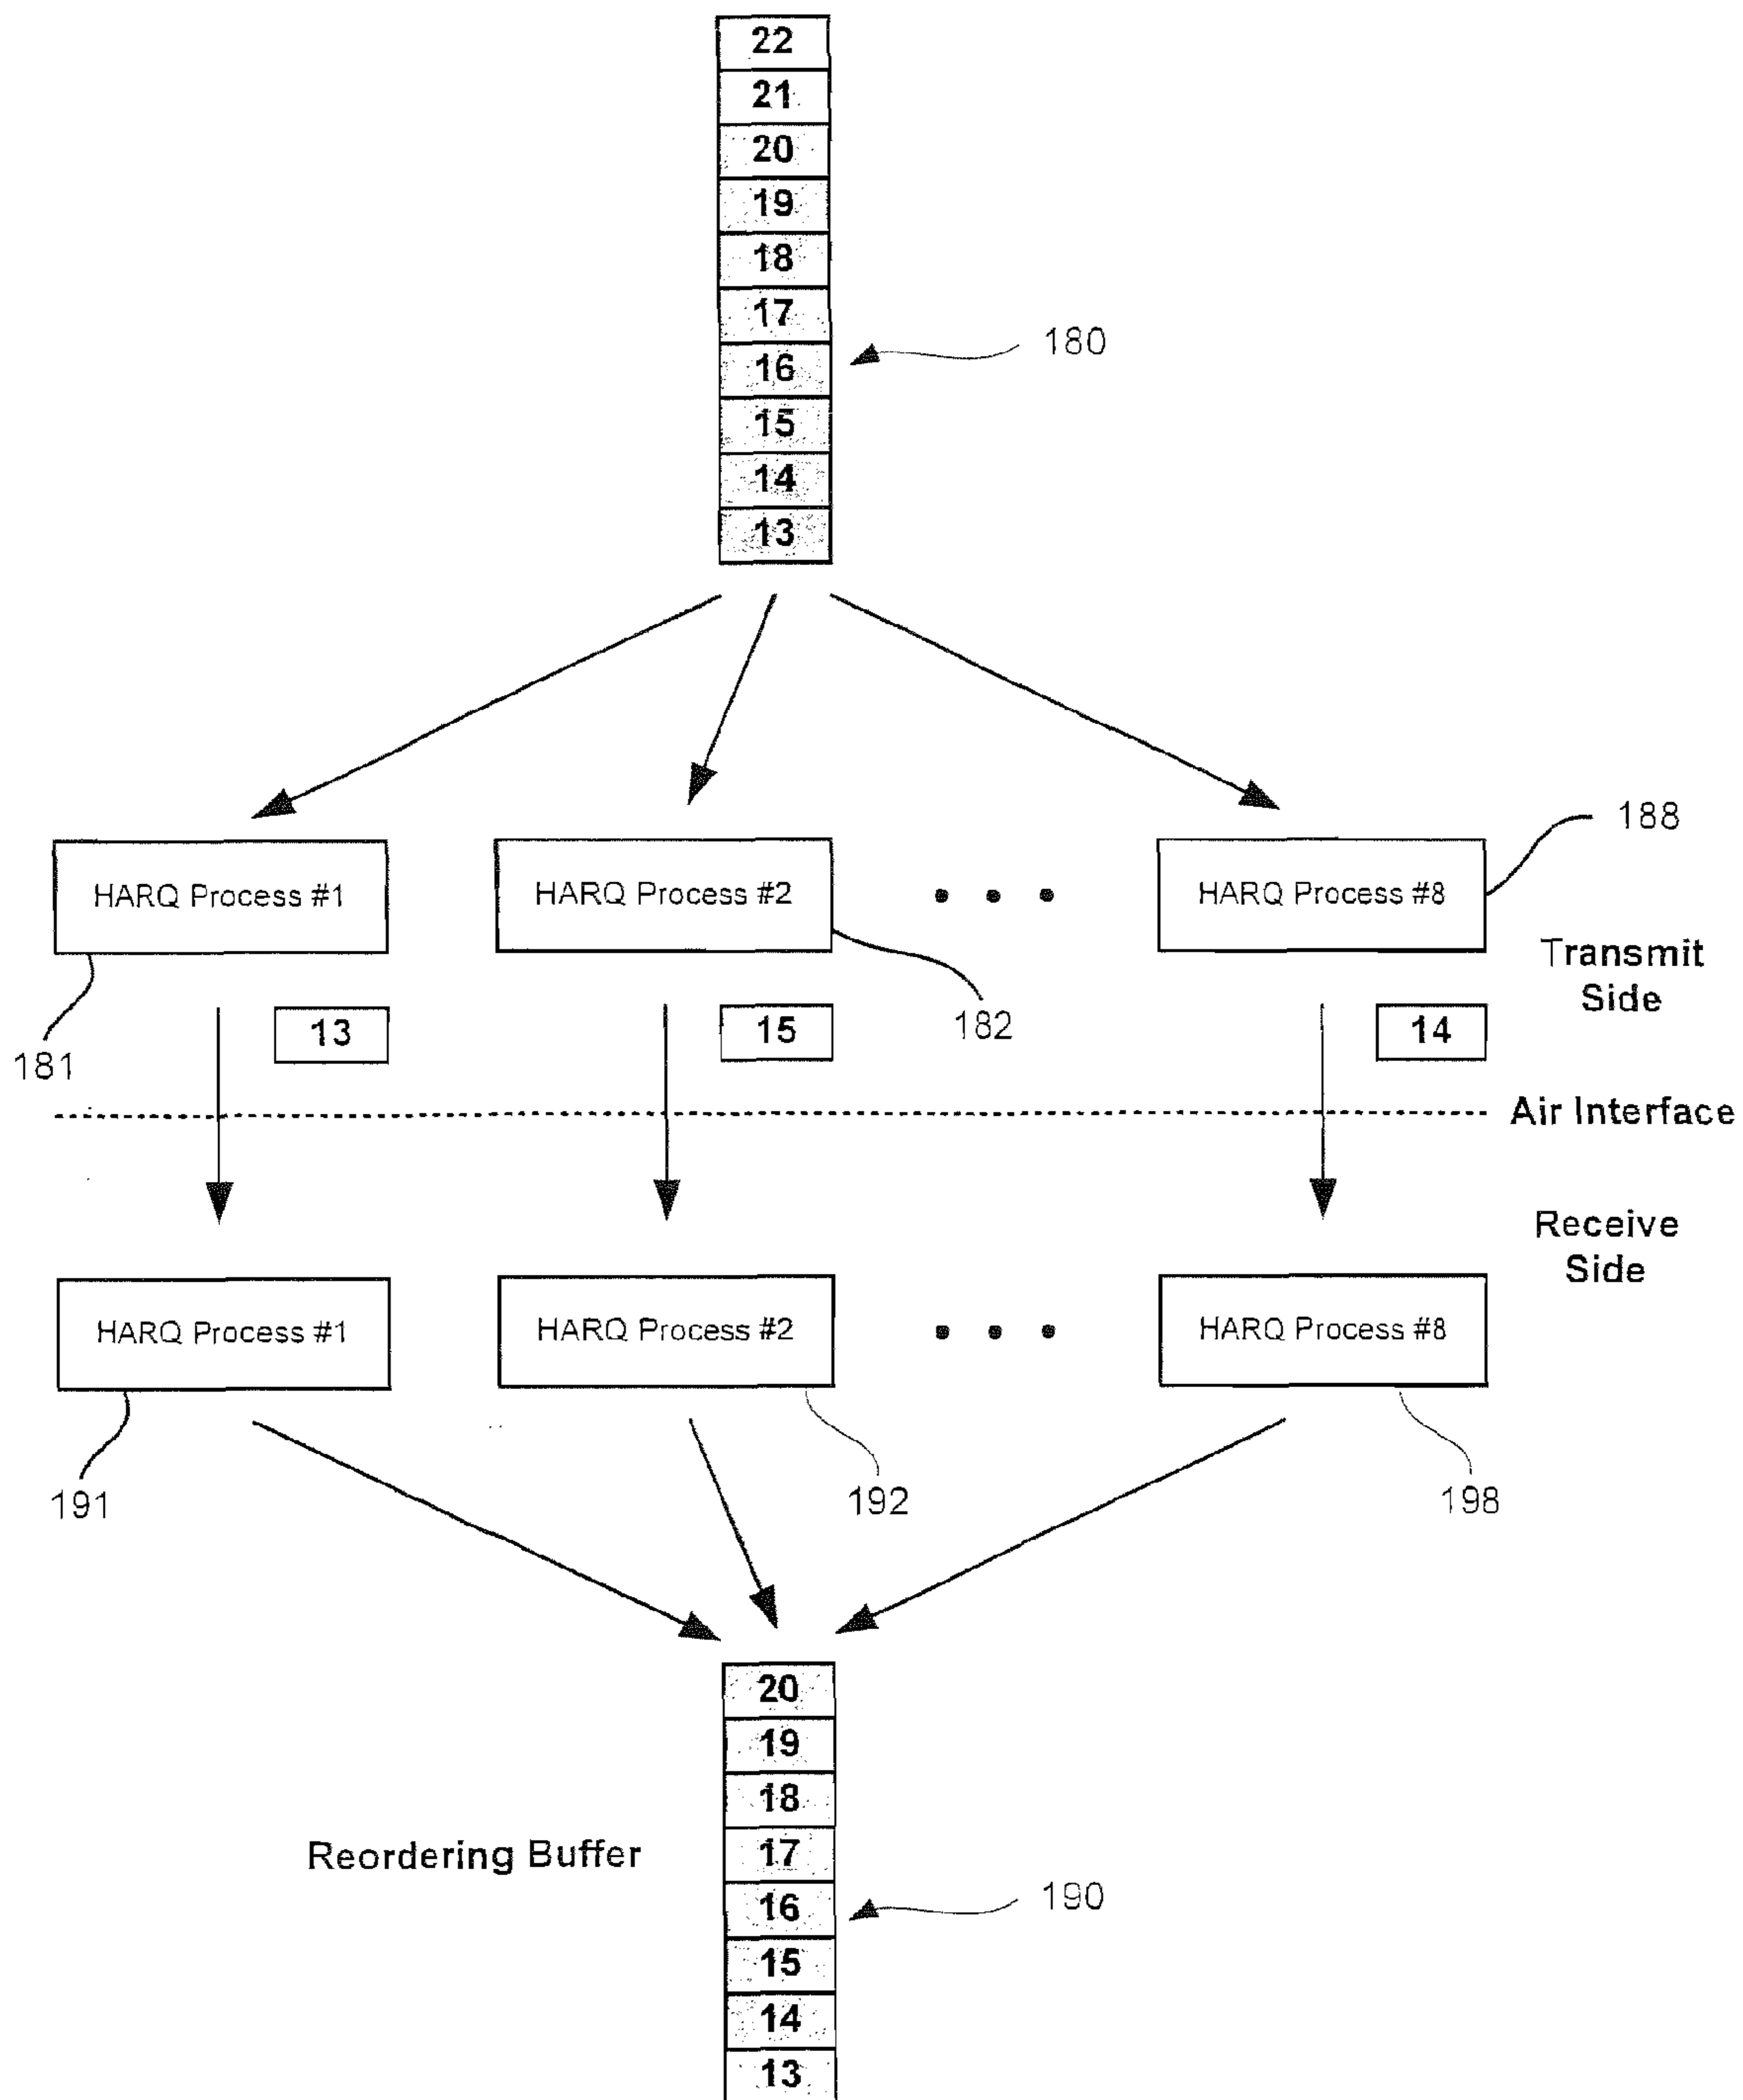 22
21
20
19
18
17
180
16
15
14
13
188
HARQ Process #1
HARQ Process #2
HARQ Process #8
Transmit
Side
181
13
15
182
14
Air Interface
Receive
Side
HARQ Process #1
HARQ Process #2
HARQ Process #8
191
192
198
20
19
18
Reordering Buffer
17
16
190
15
14
13